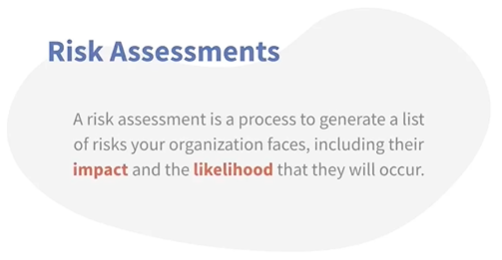 Risk Assessments
A risk assessment is a process to generate a list
of risks your organization faces, including their
impact and the likelihood that they will occur.